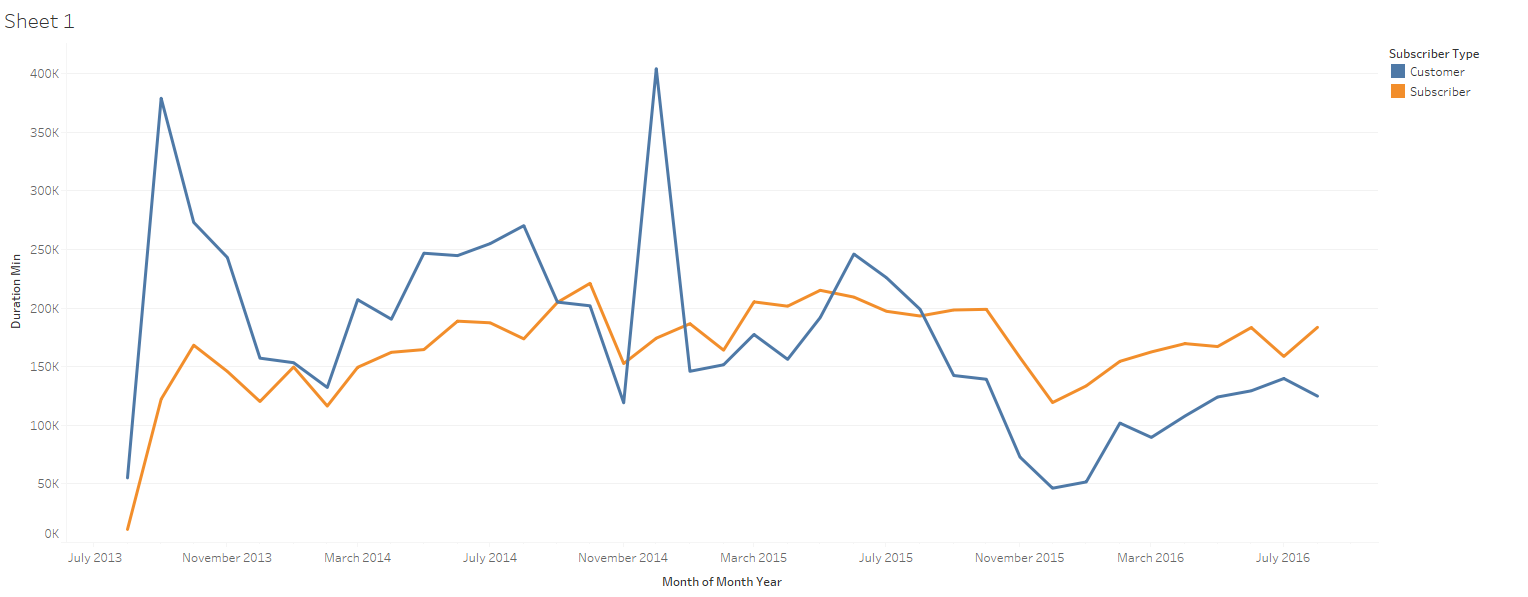 Sheet 1
Subscriber Type
Customer
Subscriber
400K
350K
300K
250K
200K
150K
100K
50K
0K
Duration Min
July 2013 November 2013 March 2014 July 2014 November 2014 March 2015 July 2015 November 2015 March 2016 July 2016
Month of Month Year